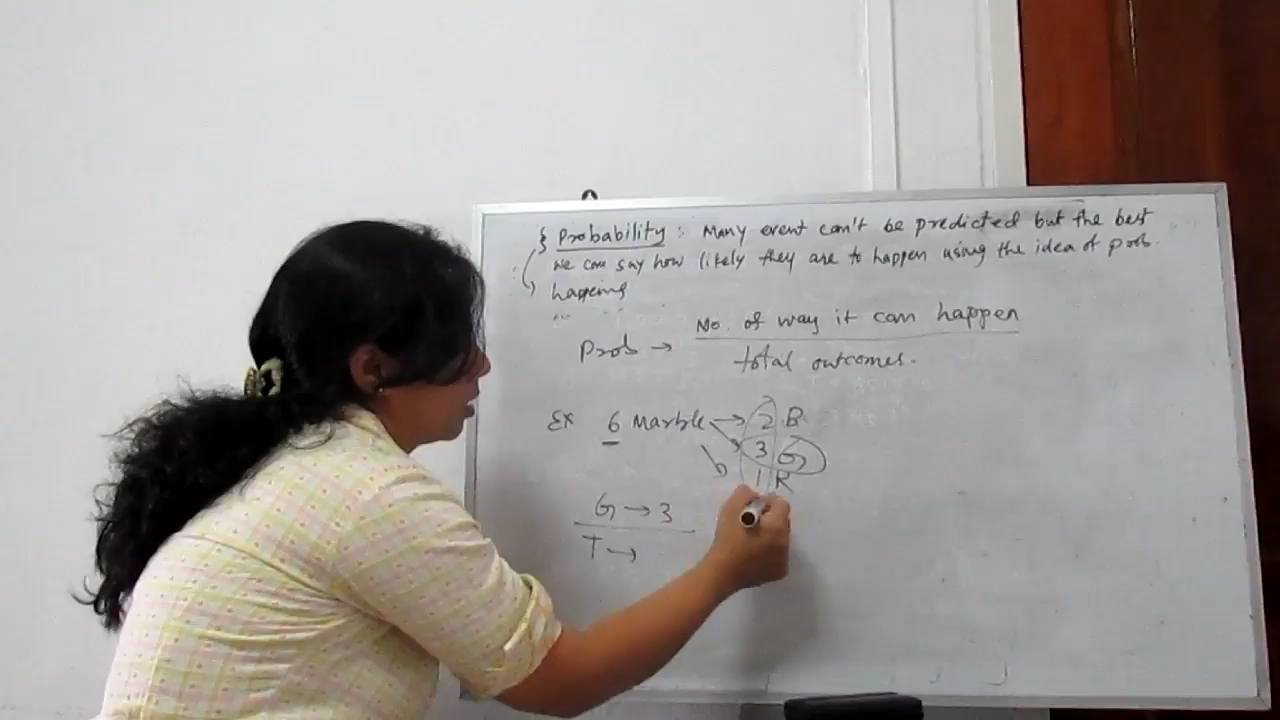 Probability: Many event can't be predicted but the best
we can say how likely they are to happen using the idea of prob.
happening
Prob → No. of way it can happen
total outcomes.
Ex 6 Marble → 2 B.
3 G
1 R
G → 3
T →